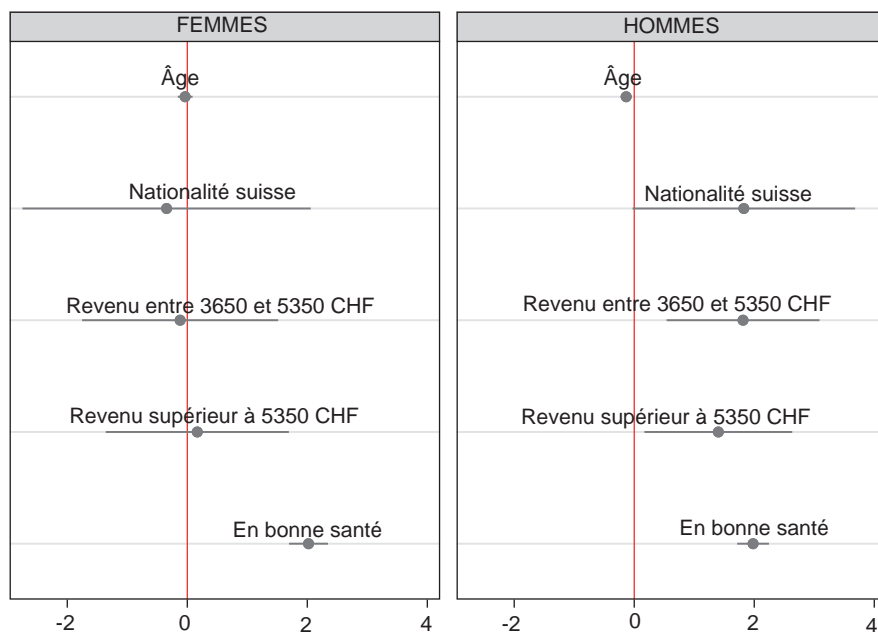 FEMMES
Âge
Nationalité suisse
Revenu entre 3650 et 5350 CHF
Revenu supérieur à 5350 CHF
En bonne santé
-2 0 2 4
HOMMES
Âge
Nationalité suisse
Revenu entre 3650 et 5350 CHF
Revenu supérieur à 5350 CHF
En bonne santé
-2 0 2 4